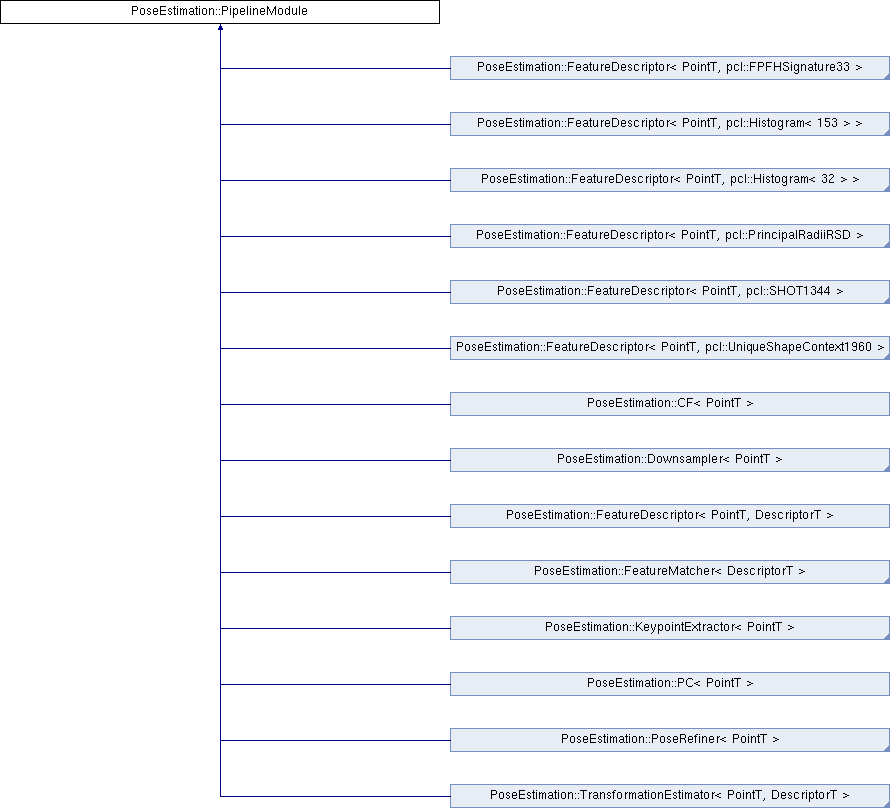 PoseEstimation::PipelineModule
PoseEstimation::FeatureDescriptor< PointT, pcl::FPFHSignature33 >
PoseEstimation::FeatureDescriptor< PointT, pcl::Histogram< 153 > >
PoseEstimation::FeatureDescriptor< PointT, pcl::Histogram< 32 > >
PoseEstimation::FeatureDescriptor< PointT, pcl::PrincipalRadiiRSD >
PoseEstimation::FeatureDescriptor< PointT, pcl::SHOT1344 >
PoseEstimation::FeatureDescriptor< PointT, pcl::UniqueShapeContext1960 >
PoseEstimation::CF< PointT >
PoseEstimation::Downsampler< PointT >
PoseEstimation::FeatureDescriptor< PointT, DescriptorT >
PoseEstimation::FeatureMatcher< DescriptorT >
PoseEstimation::KeypointExtractor< PointT >
PoseEstimation::PC< PointT >
PoseEstimation::PoseRefiner< PointT >
PoseEstimation::TransformationEstimator< PointT, DescriptorT >